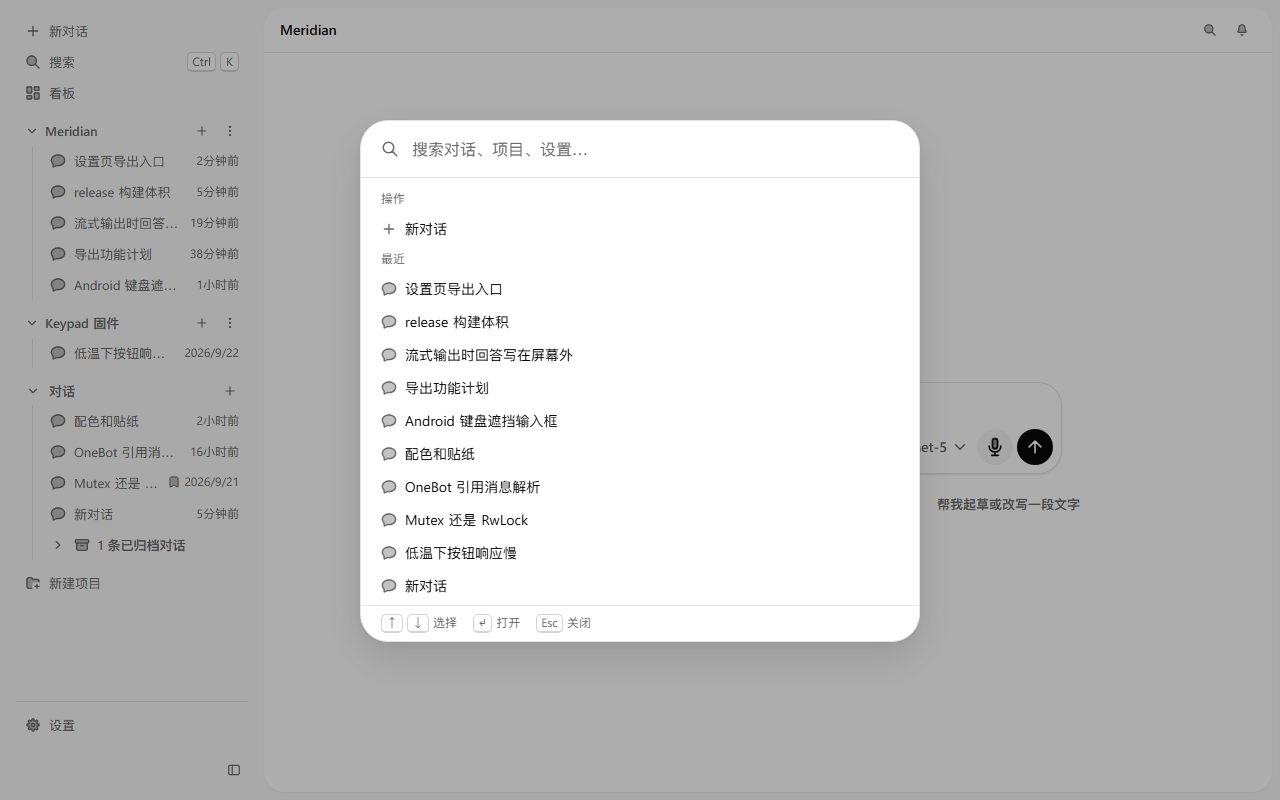 新对话
搜索 Ctrl K
看板
Meridian
设置页导出入口 2分钟前
release 构建体积 5分钟前
流式输出时回答… 19分钟前
导出功能计划 38分钟前
Android 键盘遮… 1小时前
Keypad 固件
低温下按钮响… 2026/9/22
对话
配色和贴纸 2小时前
OneBot 引用消… 16小时前
Mutex 还是 … 2026/9/21
新对话 5分钟前
1 条已归档对话
新建项目
设置
Meridian
搜索对话、项目、设置…
操作
新对话
最近
设置页导出入口
release 构建体积
流式输出时回答写在屏幕外
导出功能计划
Android 键盘遮挡输入框
配色和贴纸
OneBot 引用消息解析
Mutex 还是 RwLock
低温下按钮响应慢
新对话
↑ ↓ 选择 ↵ 打开 Esc 关闭
et-5
帮我起草或改写一段文字